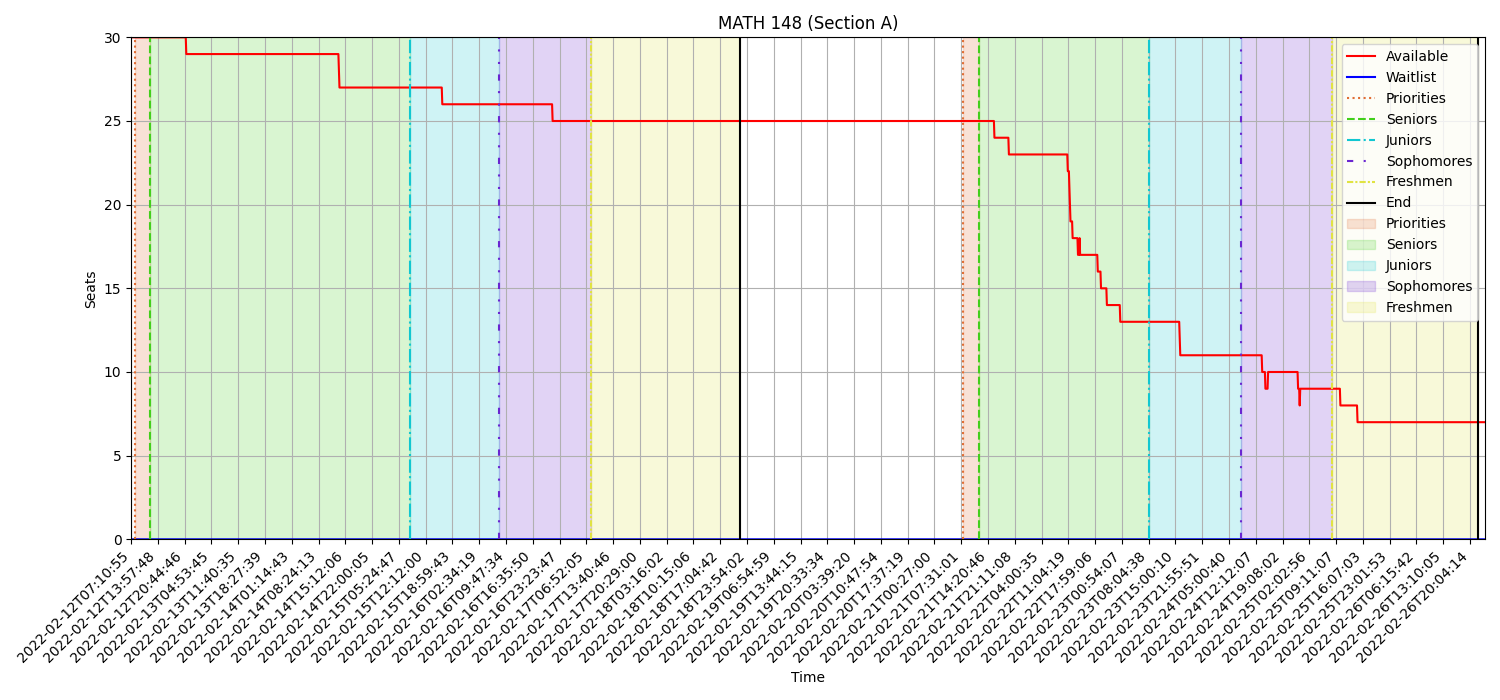 MATH 148 (Section A)
Seats
30
25
20
15
10
5
0
Available
Waitlist
Priorities
Seniors
Juniors
Sophomores
Freshmen
End
Priorities
Seniors
Juniors
Sophomores
Freshmen
2022-02-12T07:10:55
2022-02-12T13:57:48
2022-02-12T20:44:46
2022-02-13T04:53:45
2022-02-13T11:40:35
2022-02-13T18:27:39
2022-02-14T01:14:43
2022-02-14T08:24:13
2022-02-14T15:12:06
2022-02-14T22:00:05
2022-02-15T05:24:47
2022-02-15T12:12:00
2022-02-15T18:59:43
2022-02-16T02:34:19
2022-02-16T09:47:34
2022-02-16T16:35:50
2022-02-16T23:23:47
2022-02-17T06:52:05
2022-02-17T13:40:46
2022-02-17T20:29:00
2022-02-18T03:16:02
2022-02-18T10:15:06
2022-02-18T17:04:42
2022-02-18T23:54:02
2022-02-19T06:54:59
2022-02-19T13:44:15
2022-02-19T20:33:34
2022-02-20T03:39:20
2022-02-20T10:47:54
2022-02-20T17:37:19
2022-02-21T00:27:00
2022-02-21T07:31:01
2022-02-21T14:20:46
2022-02-21T21:11:08
2022-02-22T04:00:35
2022-02-22T11:04:19
2022-02-22T17:59:06
2022-02-23T00:54:07
2022-02-23T08:04:38
2022-02-23T15:00:10
2022-02-23T21:55:51
2022-02-24T05:00:40
2022-02-24T12:12:07
2022-02-24T19:08:02
2022-02-25T02:02:56
2022-02-25T09:11:07
2022-02-25T16:07:03
2022-02-25T23:01:53
2022-02-26T06:15:42
2022-02-26T13:10:05
2022-02-26T20:04:14
Time